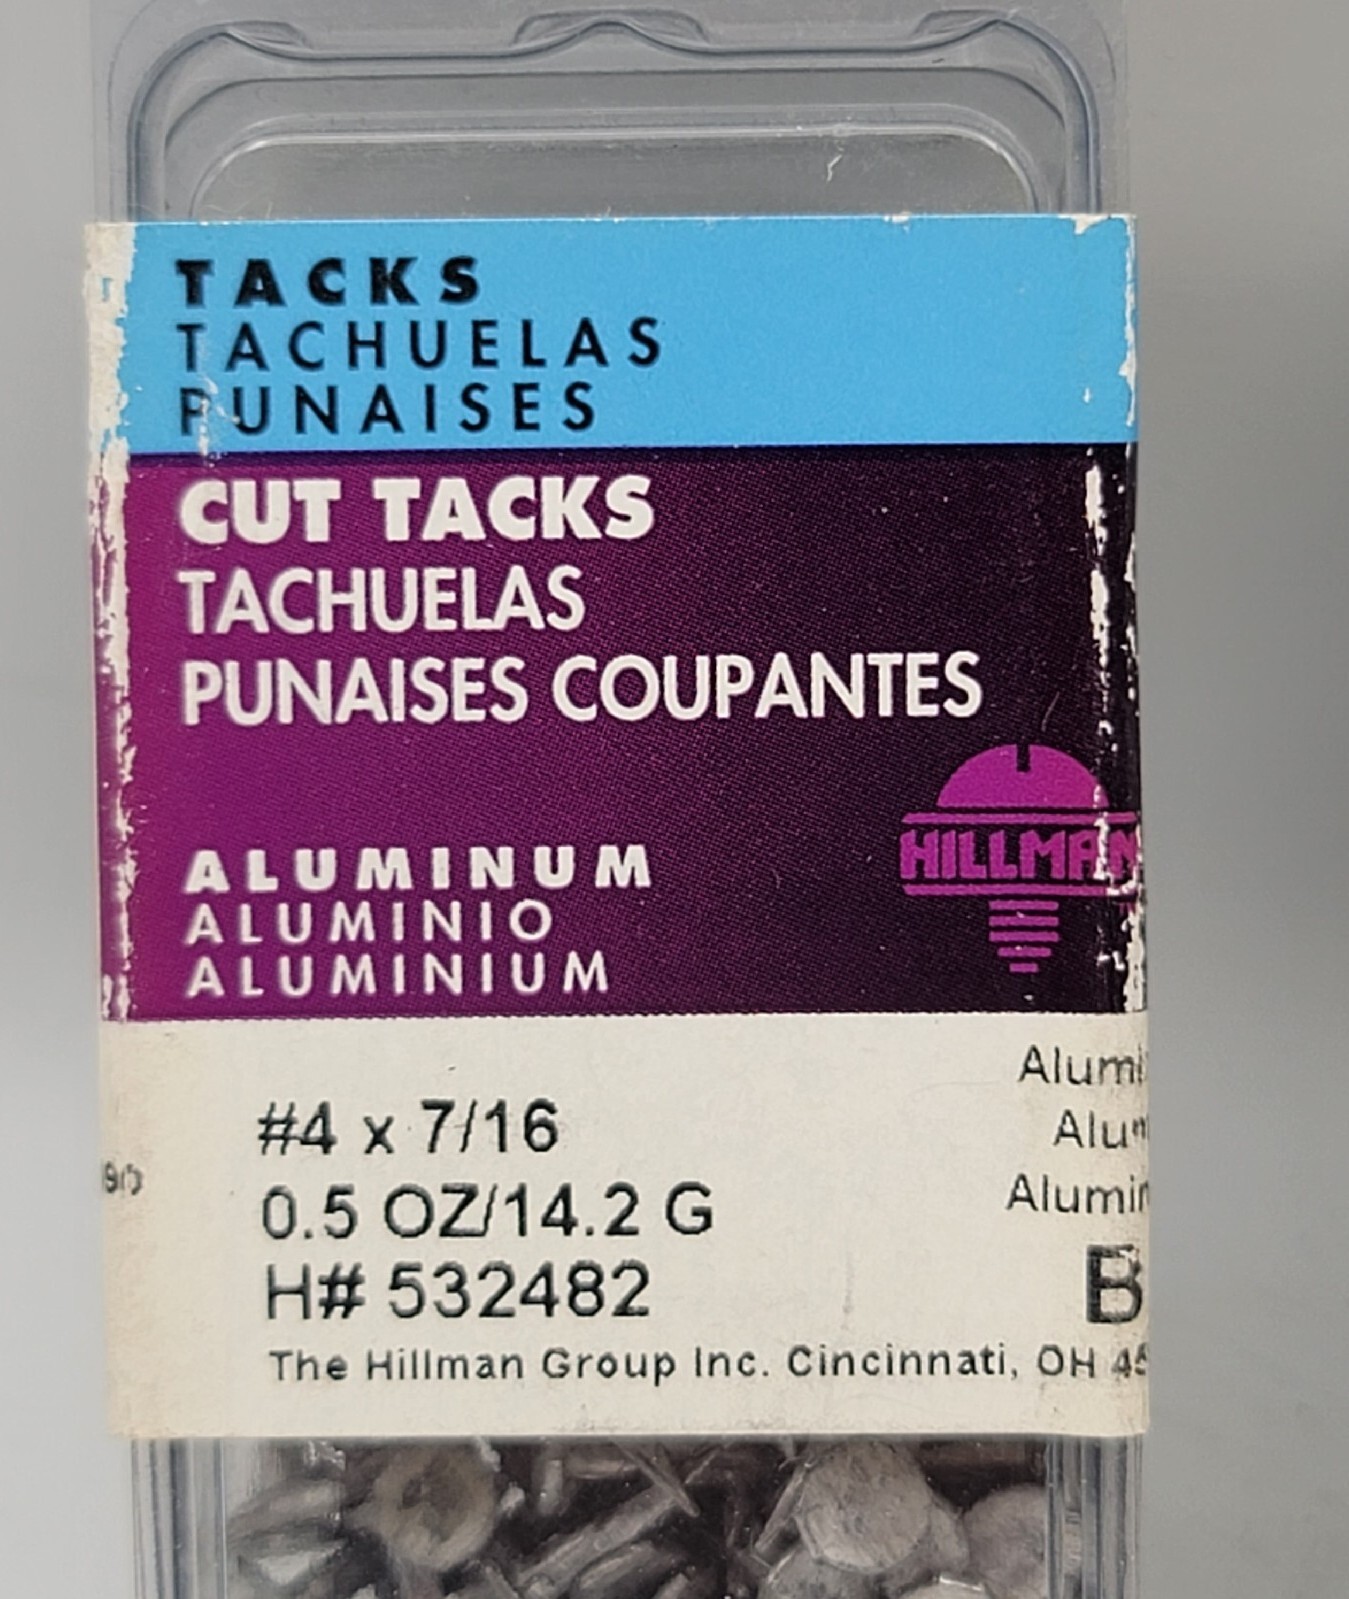 TACKS
TACHUELAS
PUNAISES
CUT TACKS
TACHUELAS
PUNAISES COUPANTES
HILLMAN
ALUMINUM
ALUMINIO
ALUMINIUM
#4 x 7/16
0.5 OZ/14.2 G
H# 532482
The Hillman Group Inc. Cincinnati, OH
B